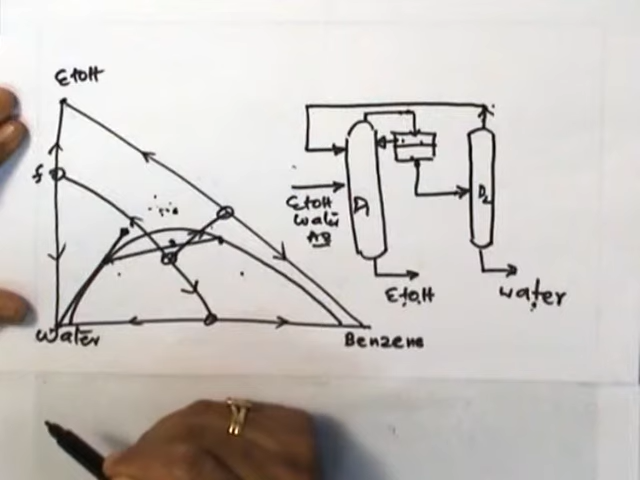 EtoH
f
Water
Benzene
EtoH
Water
AB
D1
D2
EtoH
water